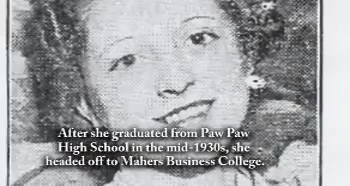 After she graduated from Paw Paw
High School in the mid-1930s, she
headed off to Mahers Business College.